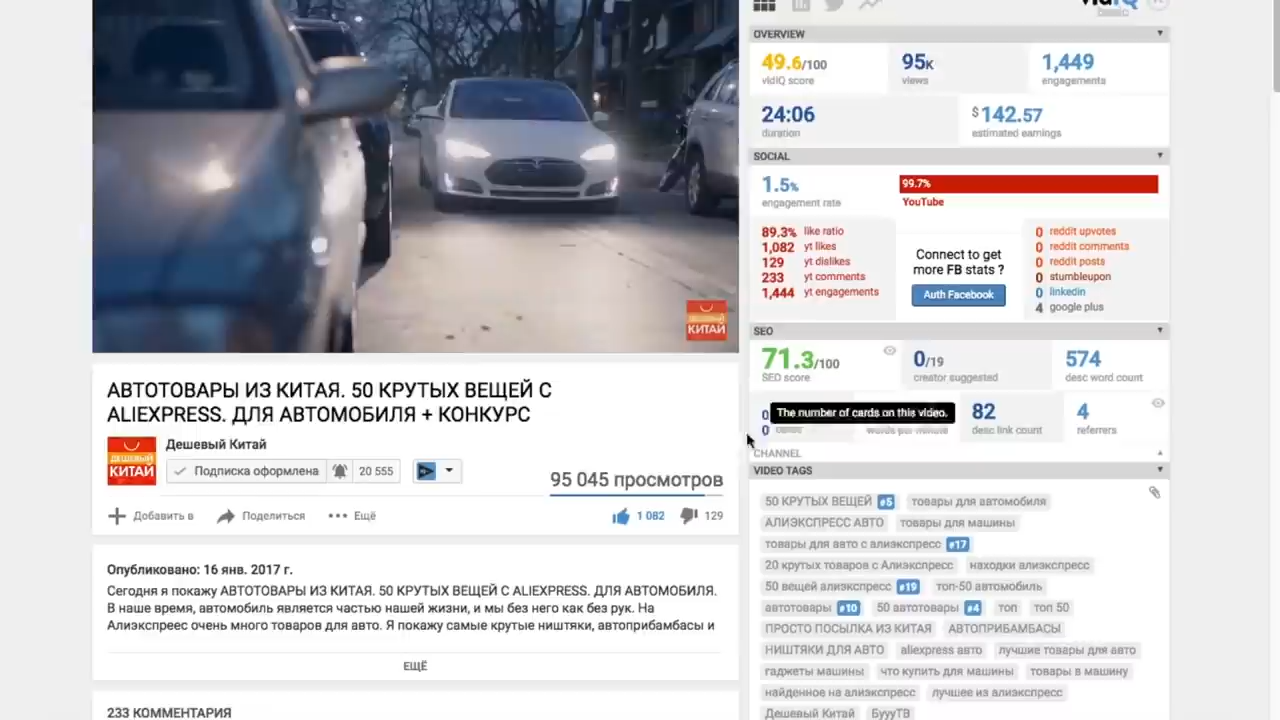 КИТАЙ
АВТОТОВАРЫ ИЗ КИТАЯ. 50 КРУТЫХ ВЕЩЕЙ С
ALIEXPRESS. ДЛЯ АВТОМОБИЛЯ + КОНКУРС
ДЕШЕВЫЙ
КИТАЙ
Дешевый Китай
Подписка оформлена 20 555
95 045 просмотров
Добавить в Поделиться Ещё 1 082 129
Опубликовано: 16 янв. 2017 г.
Сегодня я покажу АВТОТОВАРЫ ИЗ КИТАЯ. 50 КРУТЫХ ВЕЩЕЙ С ALIEXPRESS. ДЛЯ АВТОМОБИЛЯ.
В наше время, автомобиль является частью нашей жизни, и мы без него как без рук. На
Алиэкспреес очень много товаров для авто. Я покажу самые крутые ништяки, автоприбамбасы и
ЕЩЁ
233 КОММЕНТАРИЯ
OVERVIEW
49.6/100 95K 1,449
vidIQ score views engagements
24:06 $142.57
duration estimated earnings
SOCIAL
1.5% 99.7%
engagement rate YouTube
89.3% like ratio
1,082 yt likes
129 yt dislikes
233 yt comments
1,444 yt engagements
Connect to get
more FB stats ?
Auth Facebook
0 reddit upvotes
0 reddit comments
0 reddit posts
0 stumbleupon
0 linkedin
4 google plus
SEO
71.3/100 0/19 574
SEO score creator suggested desc word count
The number of cards on this video.
0 82 4
0 cards words per minute desc link count referrers
CHANNEL
VIDEO TAGS
50 КРУТЫХ ВЕЩЕЙ #5 товары для автомобиля
АЛИЭКСПРЕСС АВТО товары для машины
товары для авто с алиэкспресс #17
20 крутых товаров с Алиэкспресс находки алиэкспресс
50 вещей алиэкспресс #19 топ-50 автомобиль
автотовары #10 50 автотовары #4 топ топ 50
ПРОСТО ПОСЫЛКА ИЗ КИТАЯ АВТОПРИБАМБАСЫ
НИШТЯКИ ДЛЯ АВТО aliexpress авто лучшие товары для авто
гаджеты машины что купить для машины товары в машину
найденное на алиэкспресс лучшее из алиэкспресс
Дешевый Китай БуууТВ